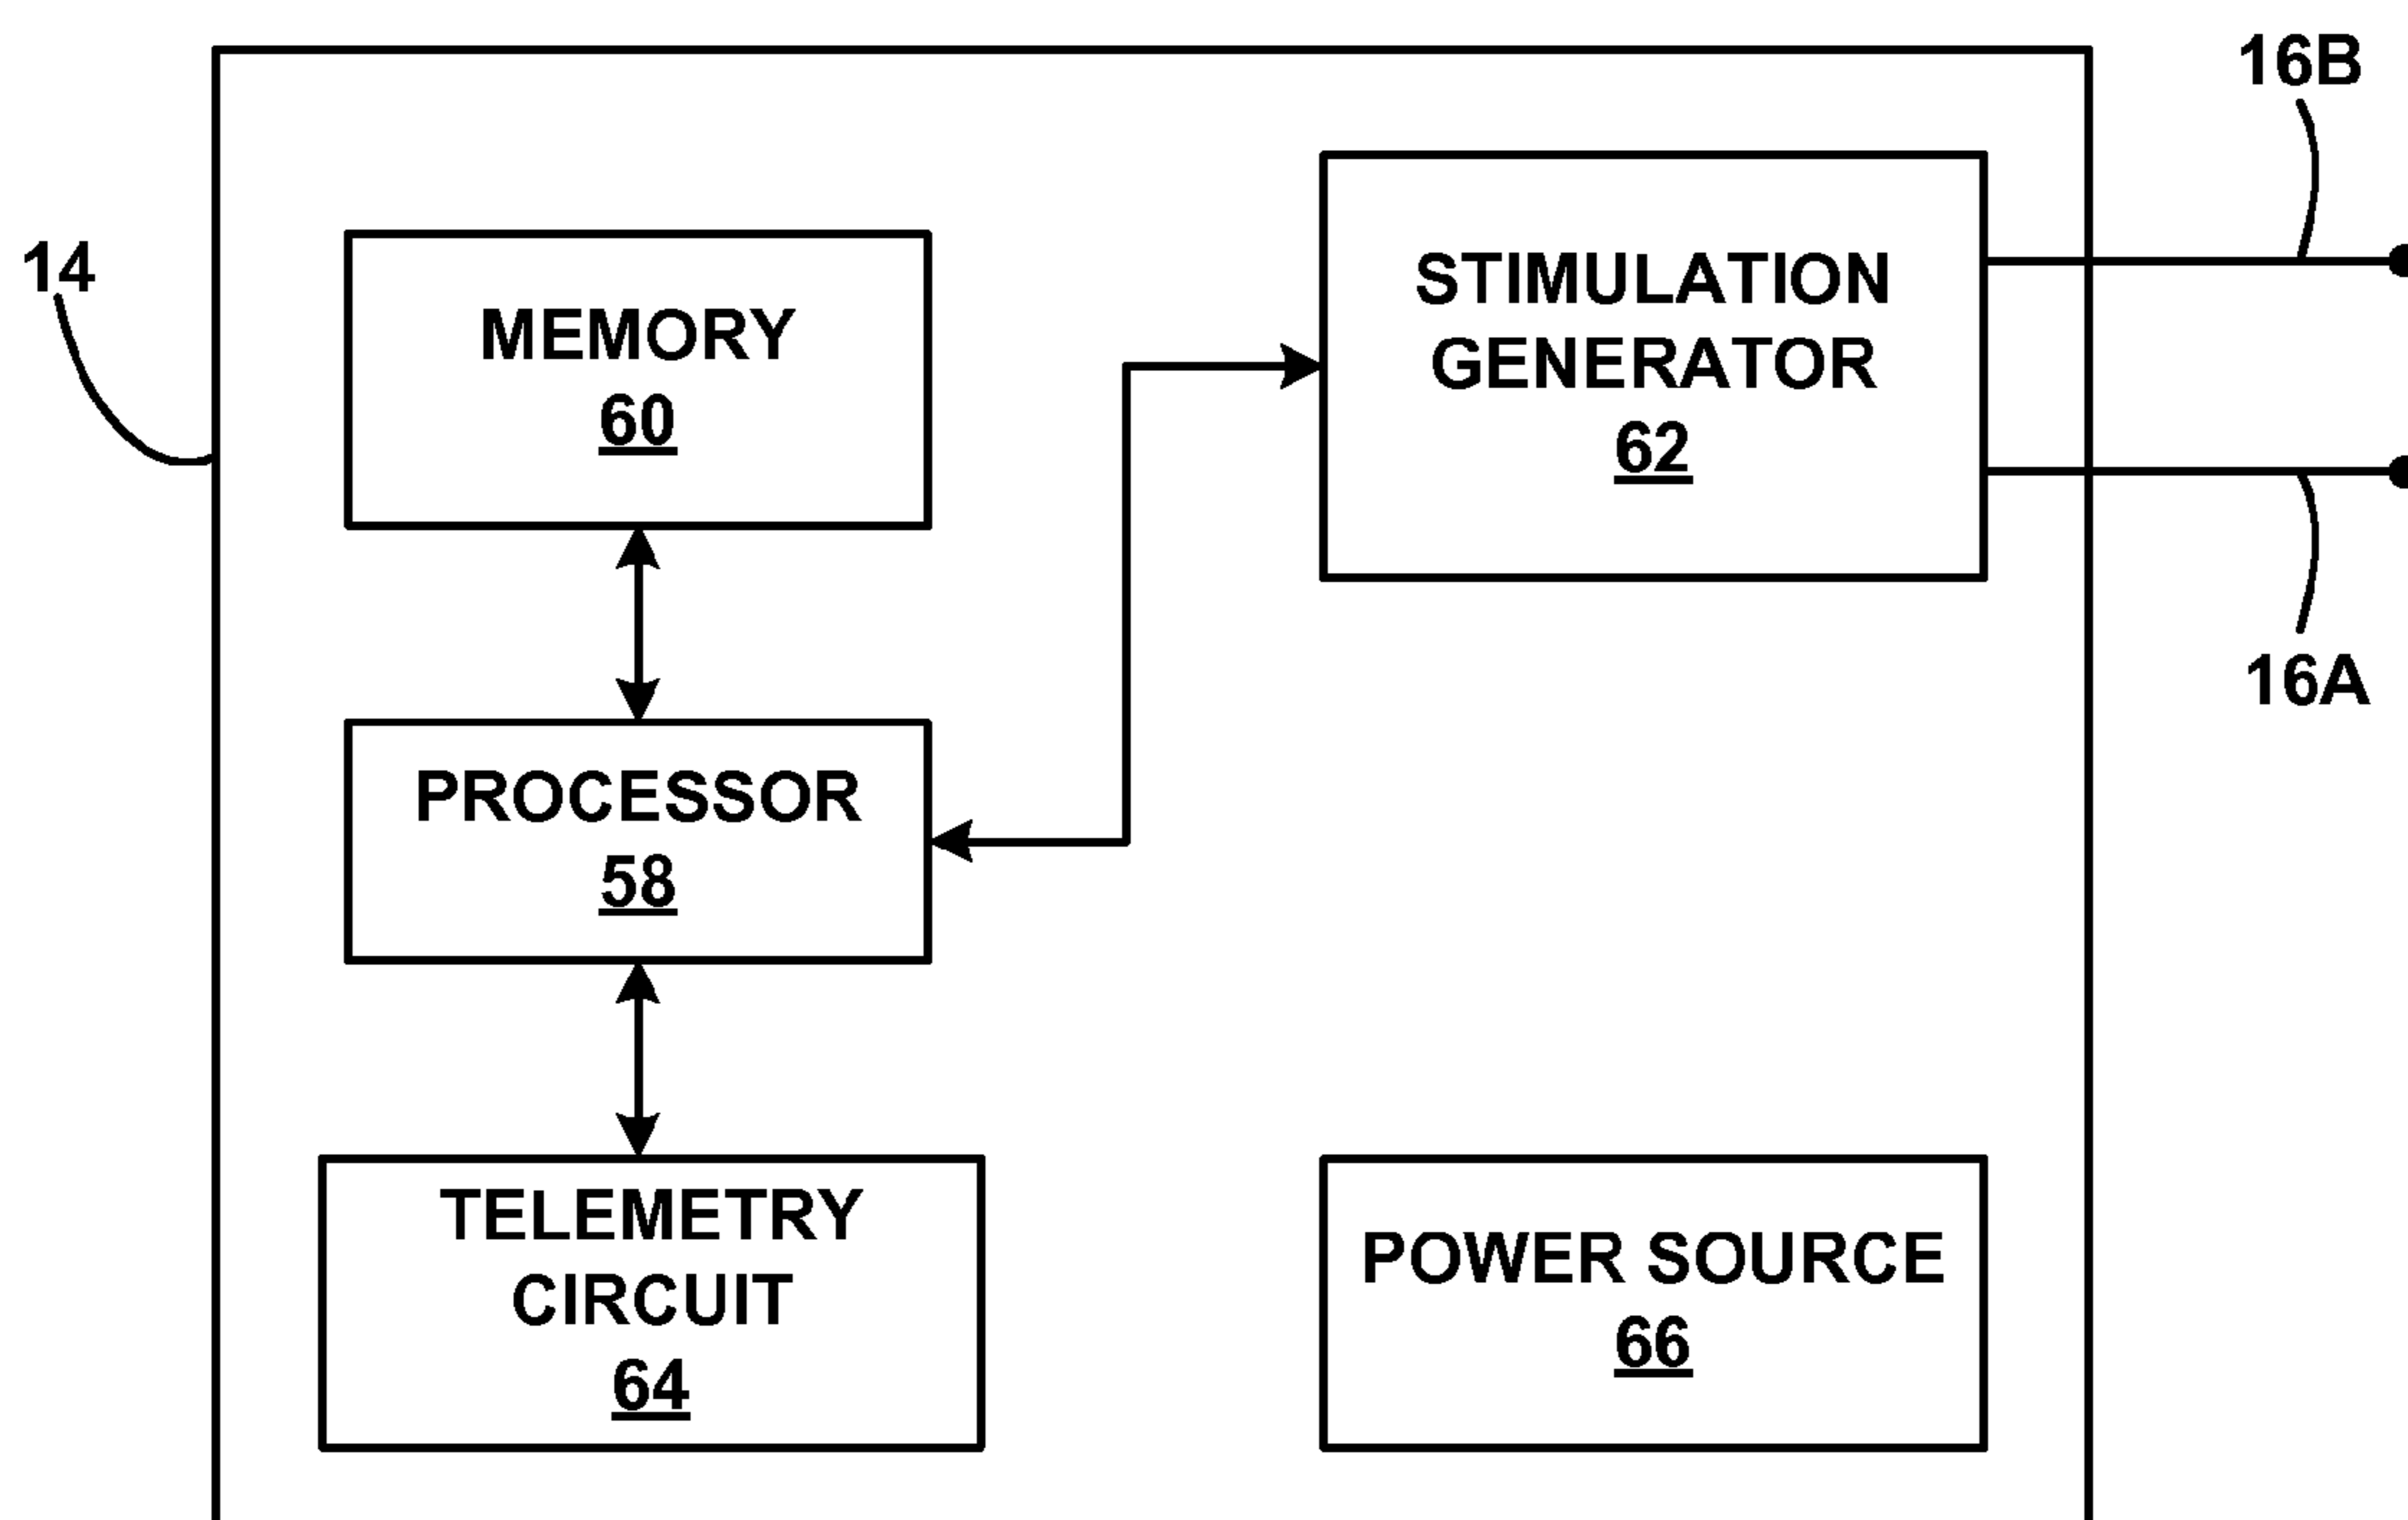 16B
14
MEMORY
60
STIMULATION
GENERATOR
62
16A
PROCESSOR
58
TELEMETRY
CIRCUIT
64
POWER SOURCE
66